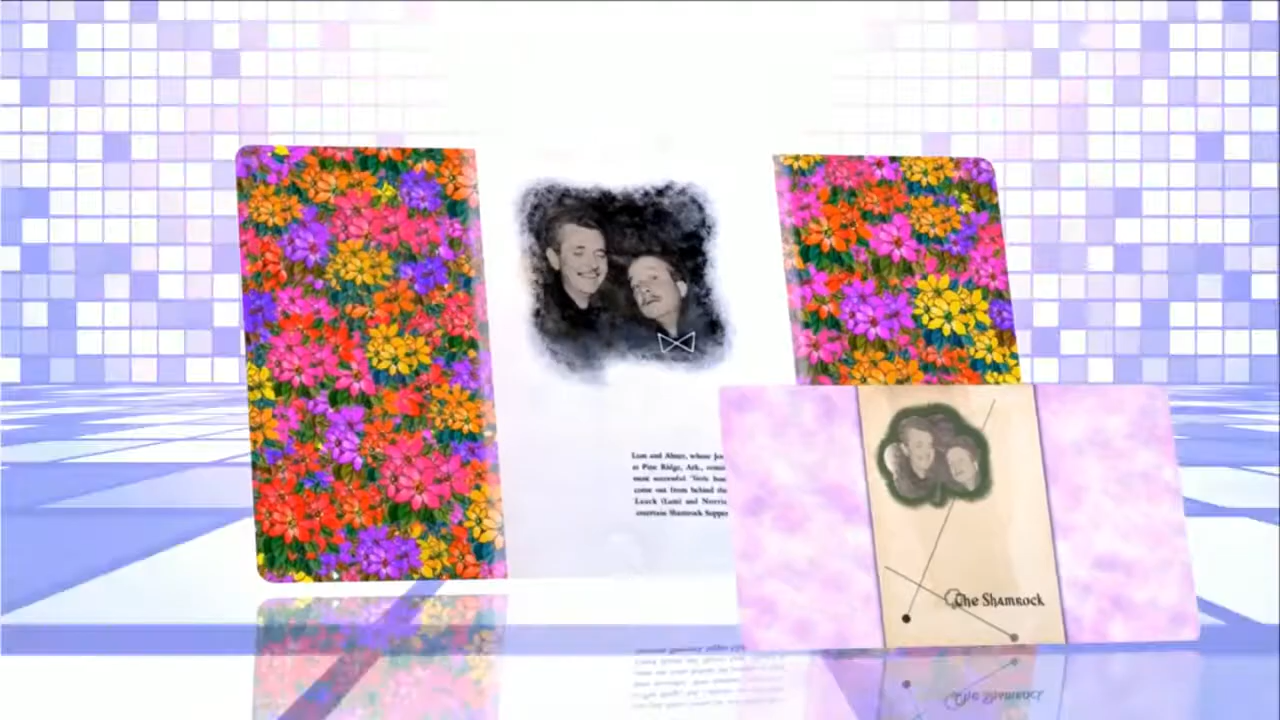 Lum and Abner, whose
at Pine Ridge, Ark.,
most successful
come out from behind the
Lauck (Lum) and Norris
entertain Shamrock
The Shamrock